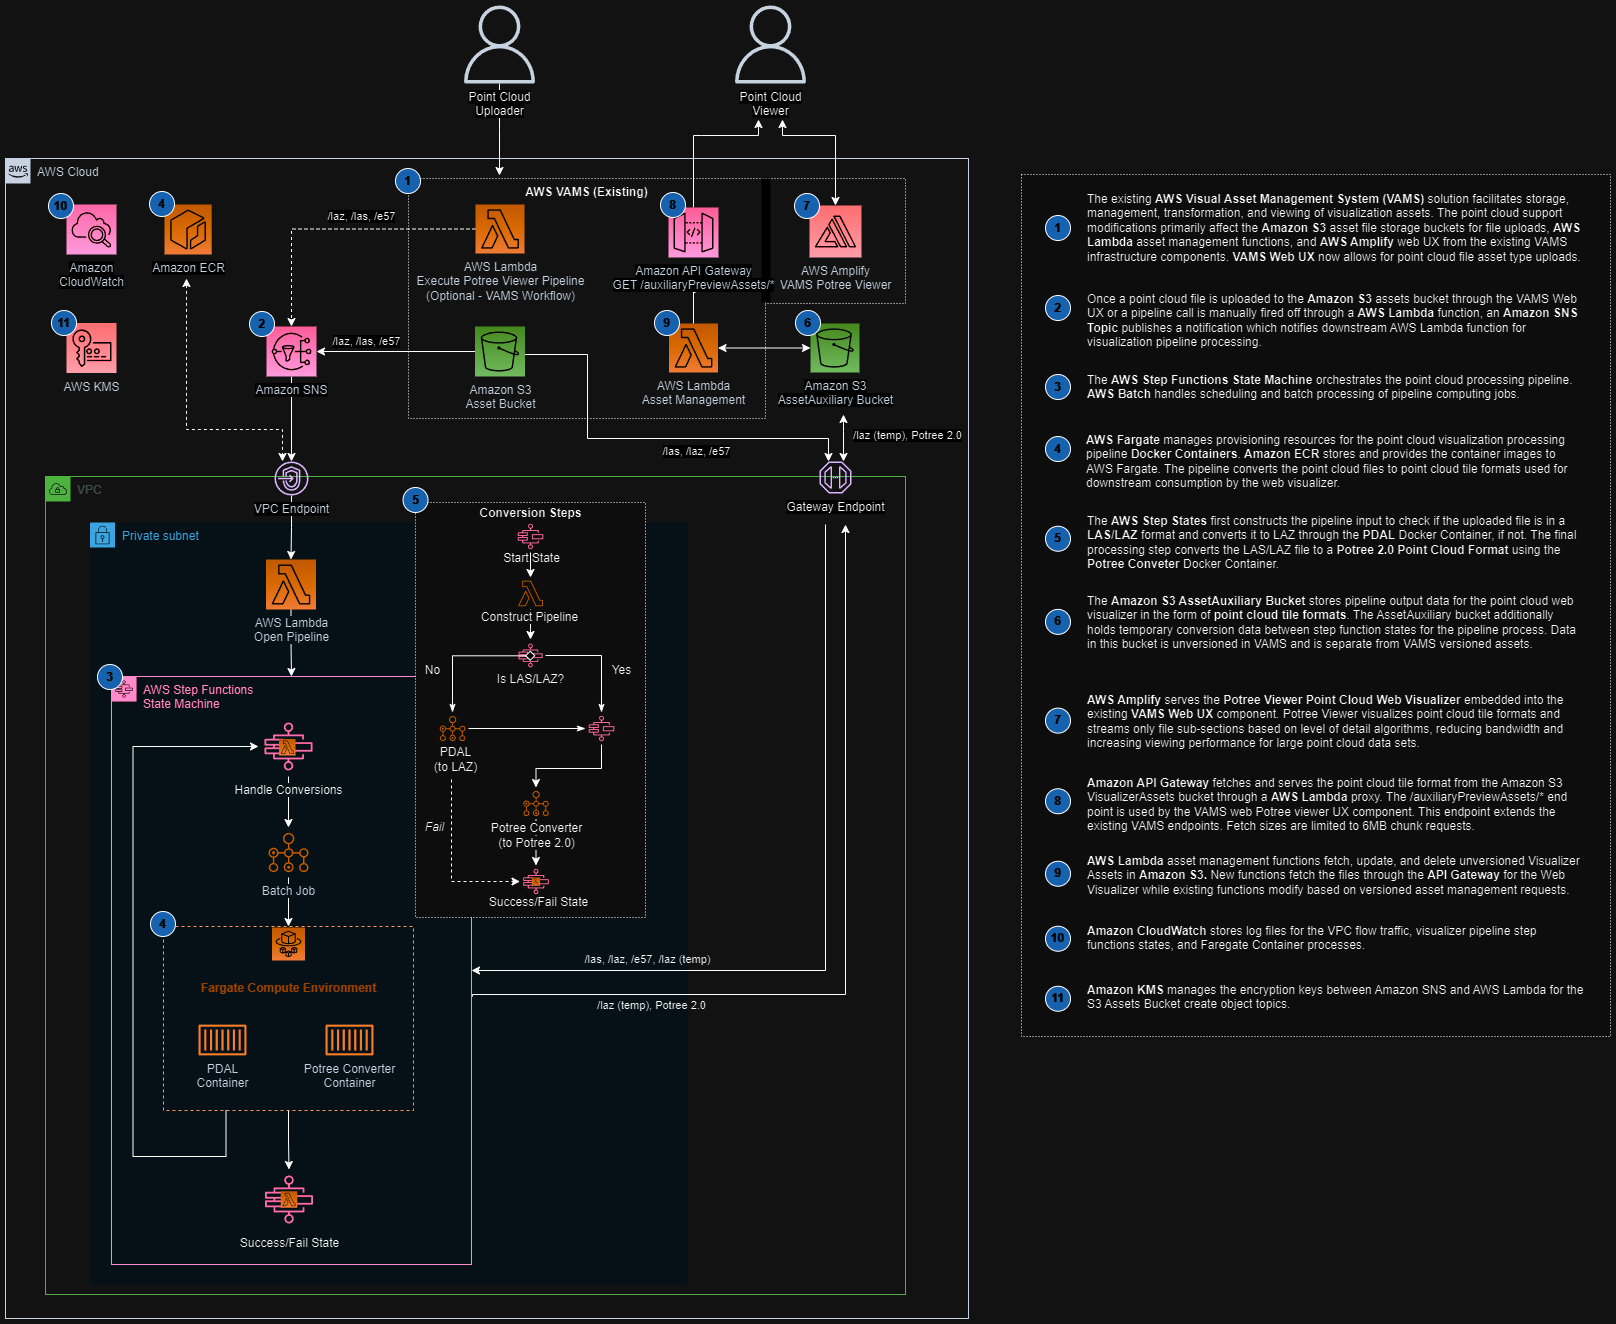 Point Cloud
Uploader
Point Cloud
Viewer
aws
AWS Cloud
1
AWS VAMS (Existing)
10
Amazon
CloudWatch
4
Amazon ECR
/laz, /las, /e57
AWS Lambda
Execute Potree Viewer Pipeline
(Optional - VAMS Workflow)
8
Amazon API Gateway
GET /auxiliaryPreviewAssets/*
7
AWS Amplify
VAMS Potree Viewer
11
AWS KMS
2
Amazon SNS
/laz, /las, /e57
Amazon S3
Asset Bucket
9
AWS Lambda
Asset Management
6
Amazon S3
AssetAuxiliary Bucket
/las, /laz, /e57
/laz (temp), Potree 2.0
VPC
VPC Endpoint
Gateway Endpoint
Private subnet
AWS Lambda
Open Pipeline
3
AWS Step Functions
State Machine
Handle Conversions
Batch Job
4
Fargate Compute Environment
PDAL
Container
Potree Converter
Container
Success/Fail State
5
Conversion Steps
Start State
Construct Pipeline
No
Yes
Is LAS/LAZ?
PDAL
(to LAZ)
Fail
Potree Converter
(to Potree 2.0)
Success/Fail State
/las, /laz, /e57, /laz (temp)
/laz (temp), Potree 2.0
1
The existing AWS Visual Asset Management System (VAMS) solution facilitates storage,
management, transformation, and viewing of visualization assets. The point cloud support
modifications primarily affect the Amazon S3 asset file storage buckets for file uploads, AWS
Lambda asset management functions, and AWS Amplify web UX from the existing VAMS
infrastructure components. VAMS Web UX now allows for point cloud file asset type uploads.
2
Once a point cloud file is uploaded to the Amazon S3 assets bucket through the VAMS Web
UX or a pipeline call is manually fired off through a AWS Lambda function, an Amazon SNS
Topic publishes a notification which notifies downstream AWS Lambda function for
visualization pipeline processing.
3
The AWS Step Functions State Machine orchestrates the point cloud processing pipeline.
AWS Batch handles scheduling and batch processing of pipeline computing jobs.
4
AWS Fargate manages provisioning resources for the point cloud visualization processing
pipeline Docker Containers. Amazon ECR stores and provides the container images to
AWS Fargate. The pipeline converts the point cloud files to point cloud tile formats used for
downstream consumption by the web visualizer.
5
The AWS Step States first constructs the pipeline input to check if the uploaded file is in a
LAS/LAZ format and converts it to LAZ through the PDAL Docker Container, if not. The final
processing step converts the LAS/LAZ file to a Potree 2.0 Point Cloud Format using the
Potree Conveter Docker Container.
6
The Amazon S3 AssetAuxiliary Bucket stores pipeline output data for the point cloud web
visualizer in the form of point cloud tile formats. The AssetAuxiliary bucket additionally
holds temporary conversion data between step function states for the pipeline process. Data
in this bucket is unversioned in VAMS and is separate from VAMS versioned assets.
7
AWS Amplify serves the Potree Viewer Point Cloud Web Visualizer embedded into the
existing VAMS Web UX component. Potree Viewer visualizes point cloud tile formats and
streams only file sub-sections based on level of detail algorithms, reducing bandwidth and
increasing viewing performance for large point cloud data sets.
8
Amazon API Gateway fetches and serves the point cloud tile format from the Amazon S3
VisualizerAssets bucket through a AWS Lambda proxy. The /auxiliaryPreviewAssets/* end
point is used by the VAMS web Potree viewer UX component. This endpoint extends the
existing VAMS endpoints. Fetch sizes are limited to 6MB chunk requests.
9
AWS Lambda asset management functions fetch, update, and delete unversioned Visualizer
Assets in Amazon S3. New functions fetch the files through the API Gateway for the Web
Visualizer while existing functions modify based on versioned asset management requests.
10
Amazon CloudWatch stores log files for the VPC flow traffic, visualizer pipeline step
functions states, and Faregate Container processes.
11
Amazon KMS manages the encryption keys between Amazon SNS and AWS Lambda for the
S3 Assets Bucket create object topics.